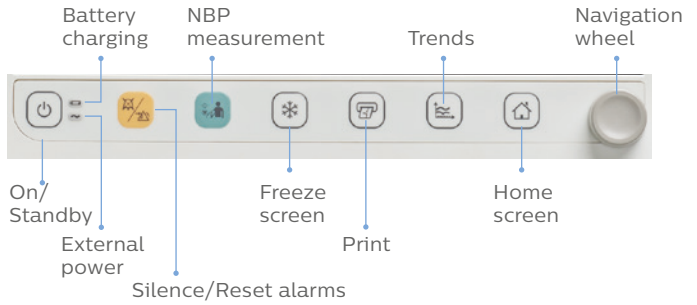 Battery
charging
NBP
measurement
Trends
Navigation
wheel
On/
Standby
External
power
Silence/Reset alarms
Freeze
screen
Print
Home
screen